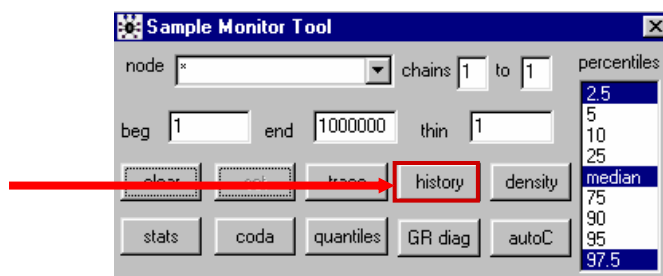 Sample Monitor Tool
node * chains 1 to 1 percentiles
beg 1 end 1000000 thin 1
2.5
5
10
25
median
75
90
95
97.5
clear set trace history density
stats coda quantiles GR diag autoC